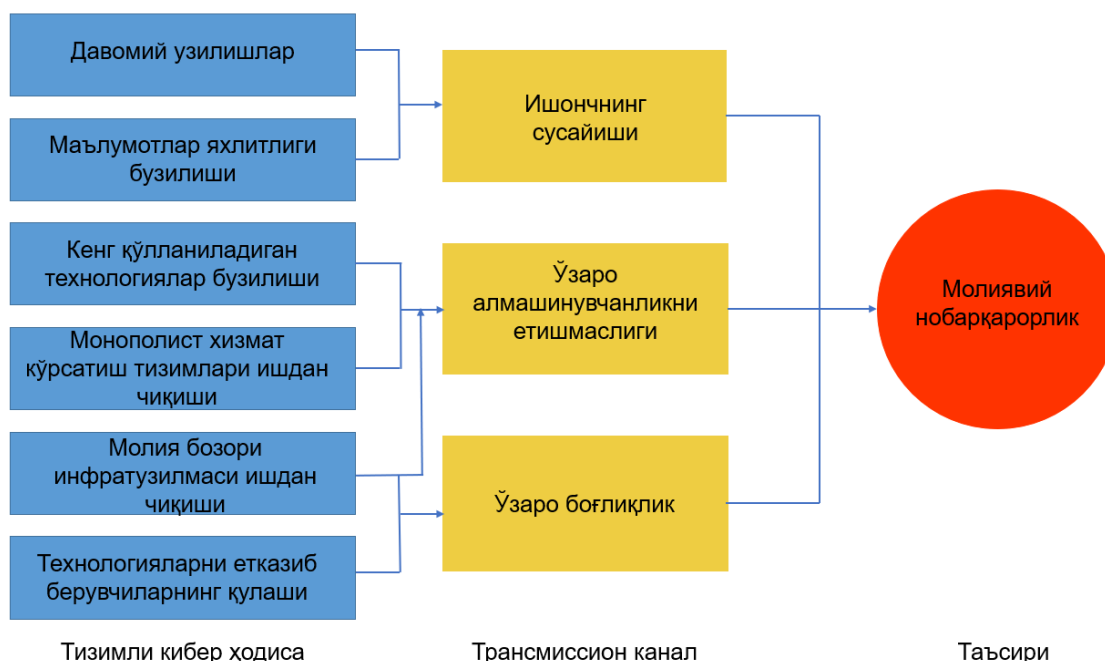 Давомий узилишлар
Маълумотлар яхлитлиги
бузилиши
Кенг қўлланиладиган
технологиялар бузилиши
Монополист хизмат
кўрсатиш тизимлари ишдан
чиқиши
Молия бозори
инфратузилмаси ишдан
чиқиши
Технологияларни етказиб
берувчиларнинг қулаши
Тизимли кибер ҳодиса
Ишончнинг
сусайиши
Ўзаро
алмашинувчанликни
етишмаслиги
Ўзаро боғлиқлик
Трансмиссион канал
Молиявий
нобарқарорлик
Таъсири